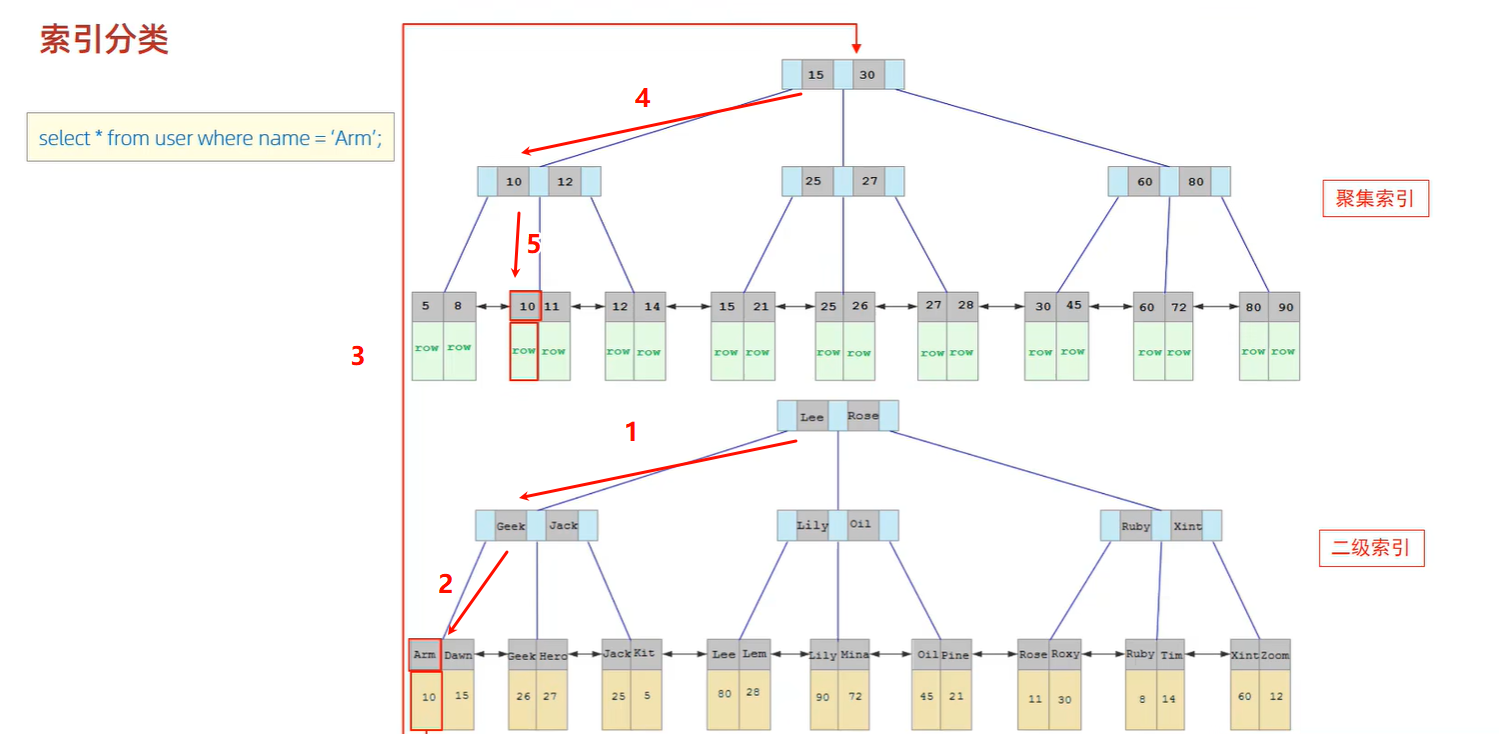 索引分类
select * from user where name = ‘Arm’;
15 30
4
10 12 25 27 60 80
聚集索引
5
5 8 10 11 12 14 15 21 25 26 27 28 30 45 60 72 80 90
row row row row row row row row row row row row row row row row row row
3
Lee Rose
1
Geek Jack Lily Oil Ruby Xint
二级索引
2
Arm Dawn Geek Hero Jack Kit Lee Lem Lily Mina Oil Pine Rose Roxy Ruby Tim Xint Zoom
10 15 26 27 25 5 80 28 90 72 45 21 11 30 8 14 60 12